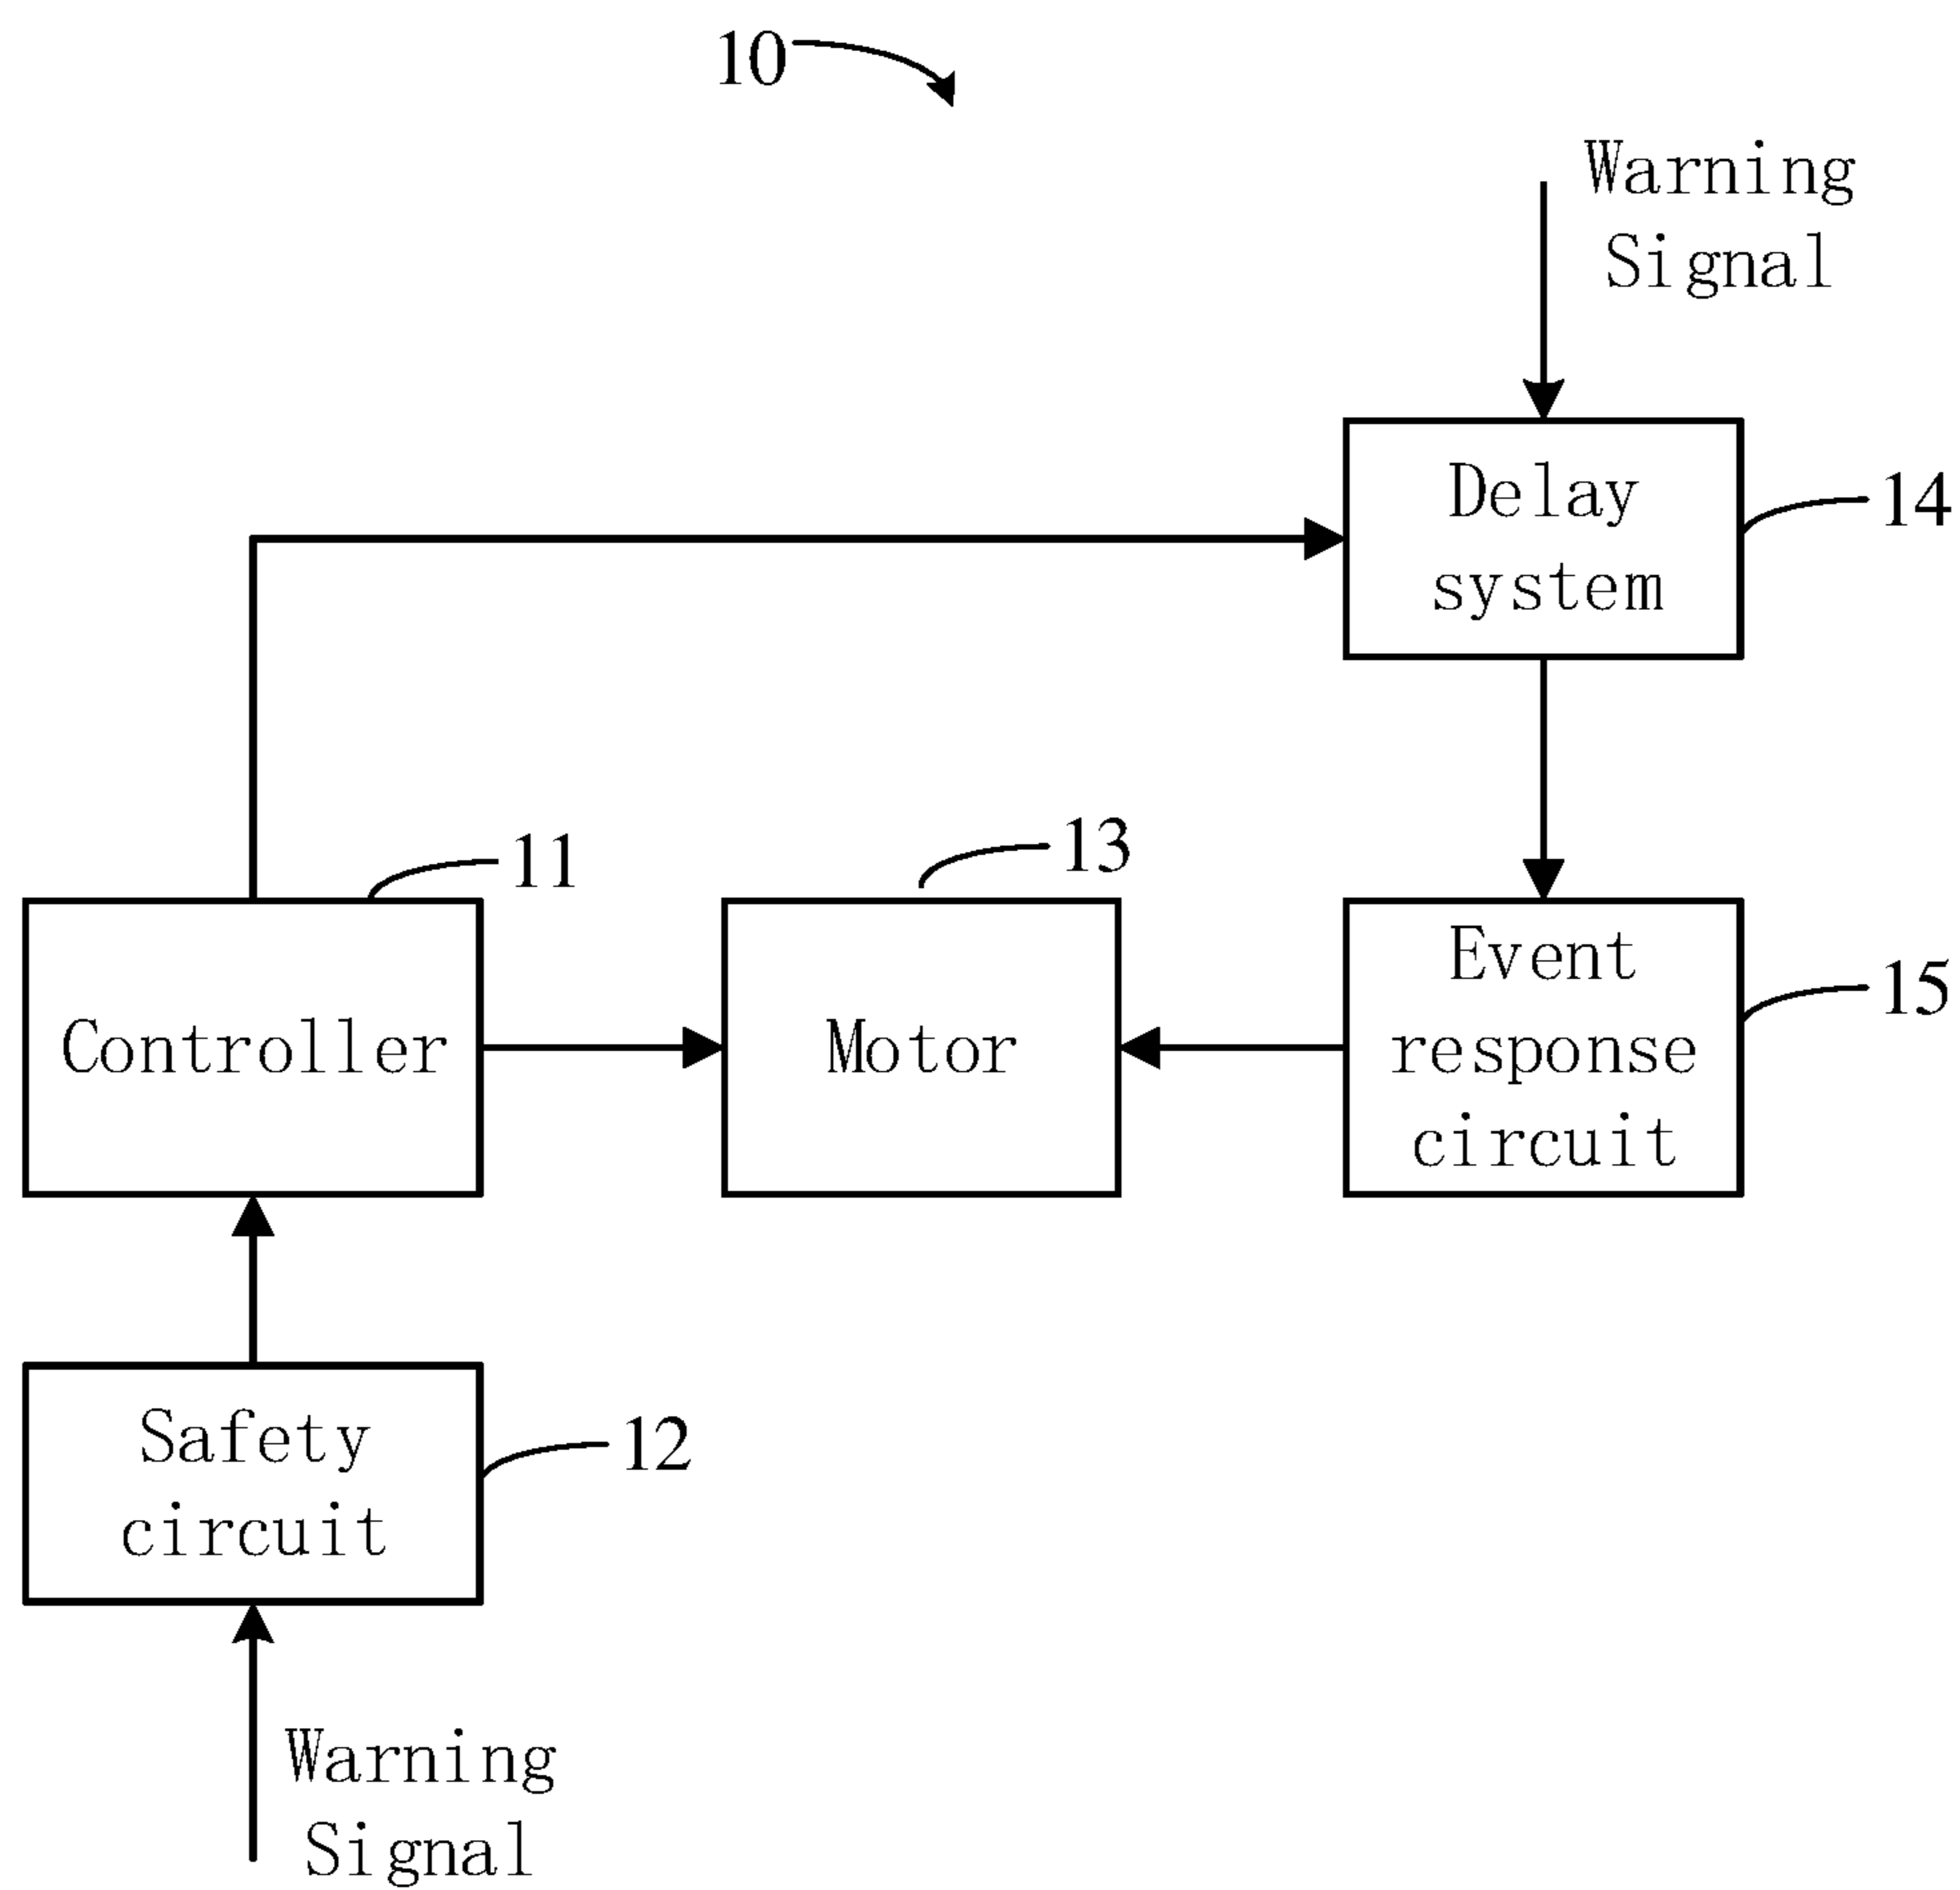 10
Warning
Signal
Delay
system
14
11
13
Controller
Motor
Event
response
circuit
15
Safety
circuit
12
Warning
Signal